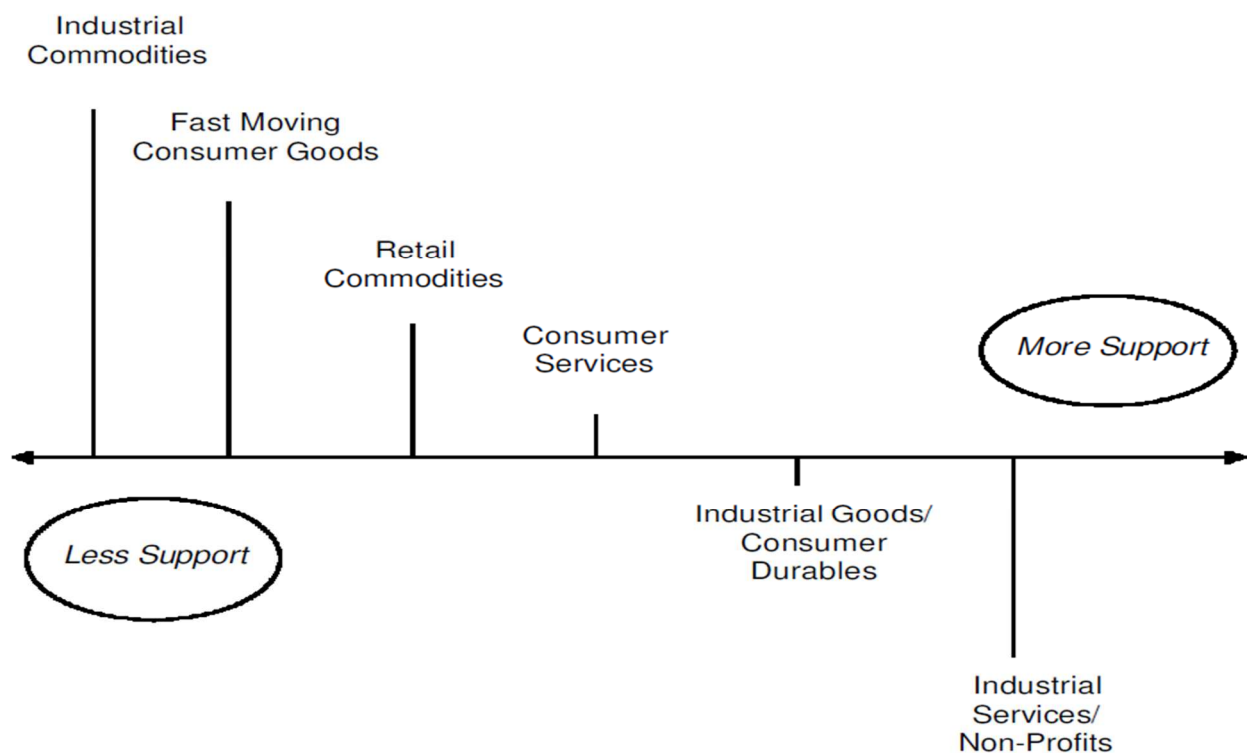 Industrial
Commodities
Fast Moving
Consumer Goods
Retail
Commodities
Consumer
Services
More Support
Less Support
Industrial Goods/
Consumer
Durables
Industrial
Services/
Non-Profits